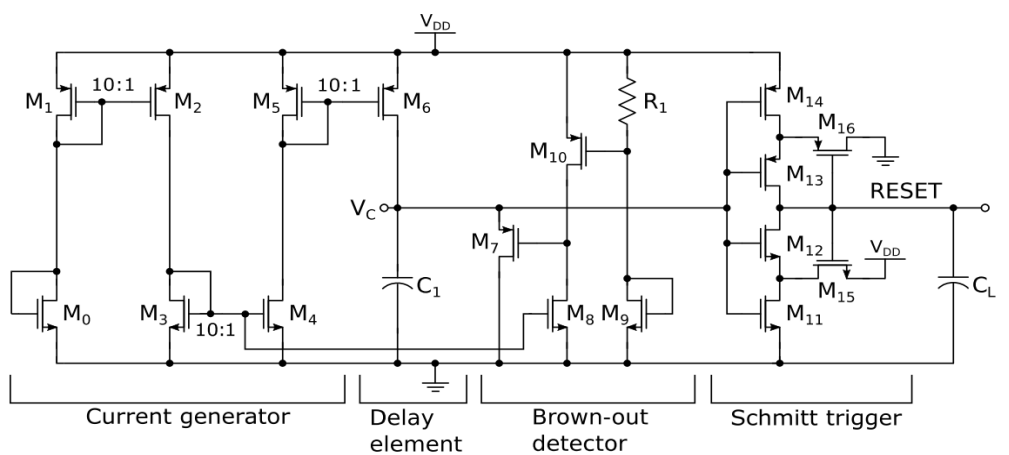 V_DD
10:1
10:1
M_1
M_2
M_5
M_6
R_1
M_14
M_16
M_10
M_13
V_C
RESET
M_7
M_12
V_DD
C_1
M_15
C_L
M_0
M_3
M_4
M_8
M_9
M_11
10:1
Current generator
Delay
element
Brown-out
detector
Schmitt trigger